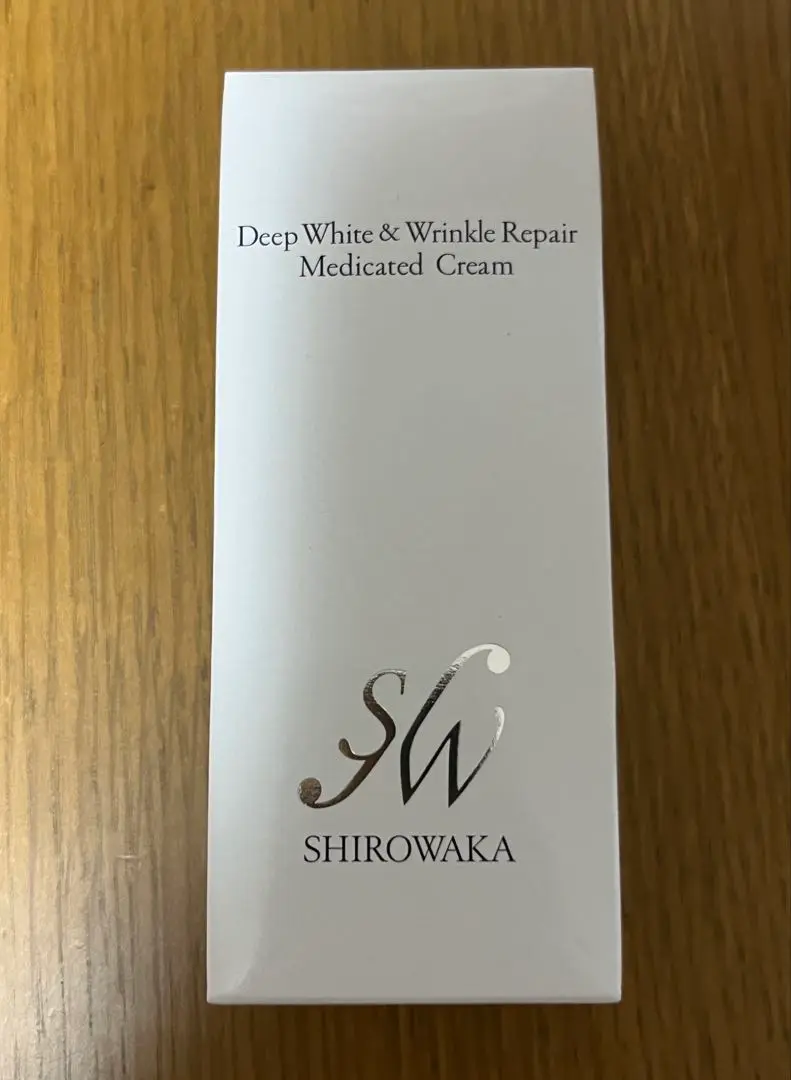 Deep White & Wrinkle Repair
Medicated Cream
SW
SHIROWAKA